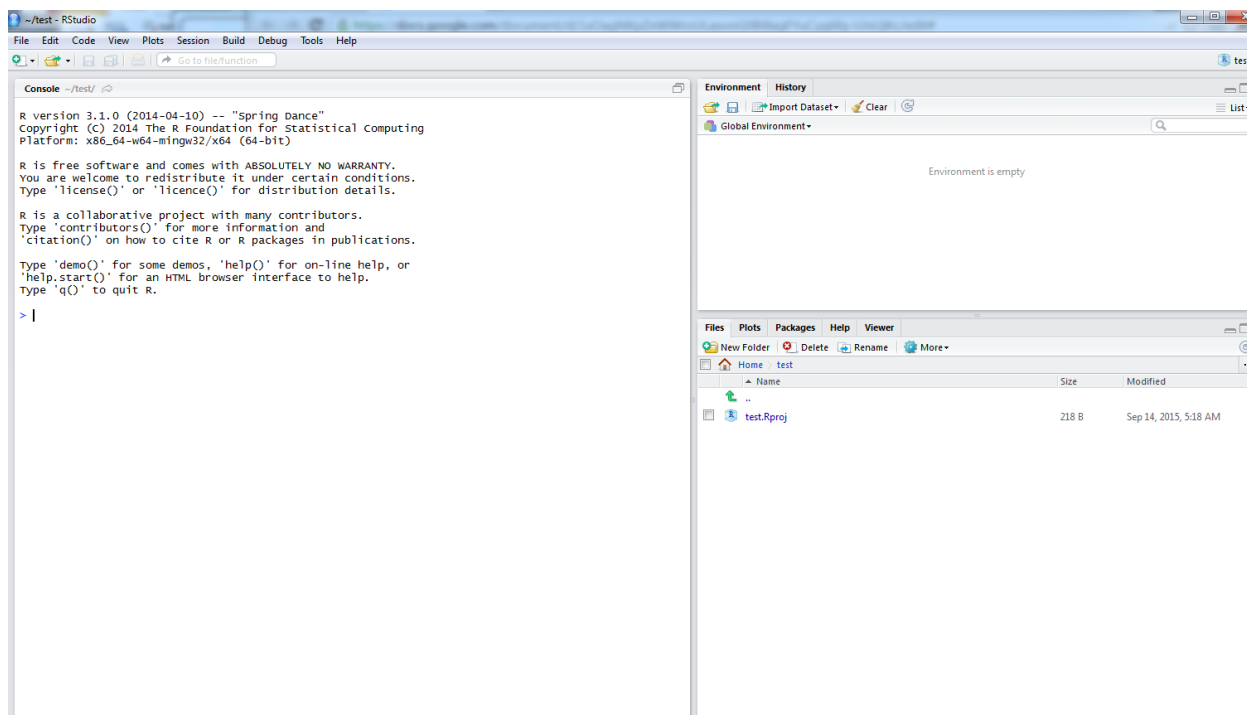 ~/test - RStudio
File Edit Code View Plots Session Build Debug Tools Help
Go to file/function
tes
Console ~/test/
R version 3.1.0 (2014-04-10) -- "Spring Dance"
Copyright (C) 2014 The R Foundation for Statistical Computing
Platform: x86_64-w64-mingw32/x64 (64-bit)
R is free software and comes with ABSOLUTELY NO WARRANTY.
You are welcome to redistribute it under certain conditions.
Type 'license()' or 'licence()' for distribution details.
R is a collaborative project with many contributors.
Type 'contributors()' for more information and
'citation()' on how to cite R or R packages in publications.
Type 'demo()' for some demos, 'help()' for on-line help, or
'help.start()' for an HTML browser interface to help.
Type 'q()' to quit R.
>
Environment History
Import Dataset Clear List
Global Environment
Environment is empty
Files Plots Packages Help Viewer
New Folder Delete Rename More
Home test
Name Size Modified
..
test.Rproj 218 B Sep 14, 2015, 5:18 AM